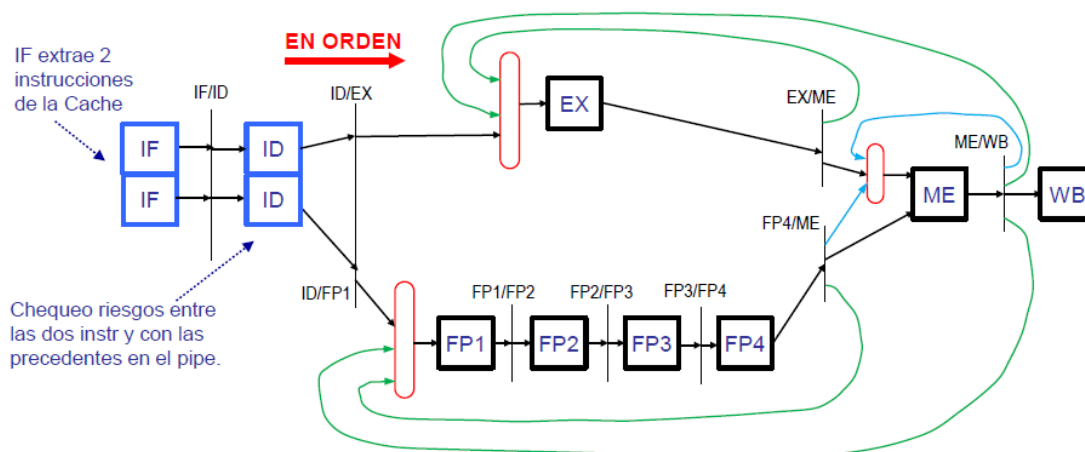 EN ORDEN
IF extrae 2
instrucciones
de la Cache
IF/ID
ID/EX
IF
ID
EX
EX/ME
ME/WB
IF
ID
ME
WB
FP4/ME
ID/FP1
FP1/FP2
FP2/FP3
FP3/FP4
Chequeo riesgos entre
las dos instr y con las
precedentes en el pipe.
FP1
FP2
FP3
FP4